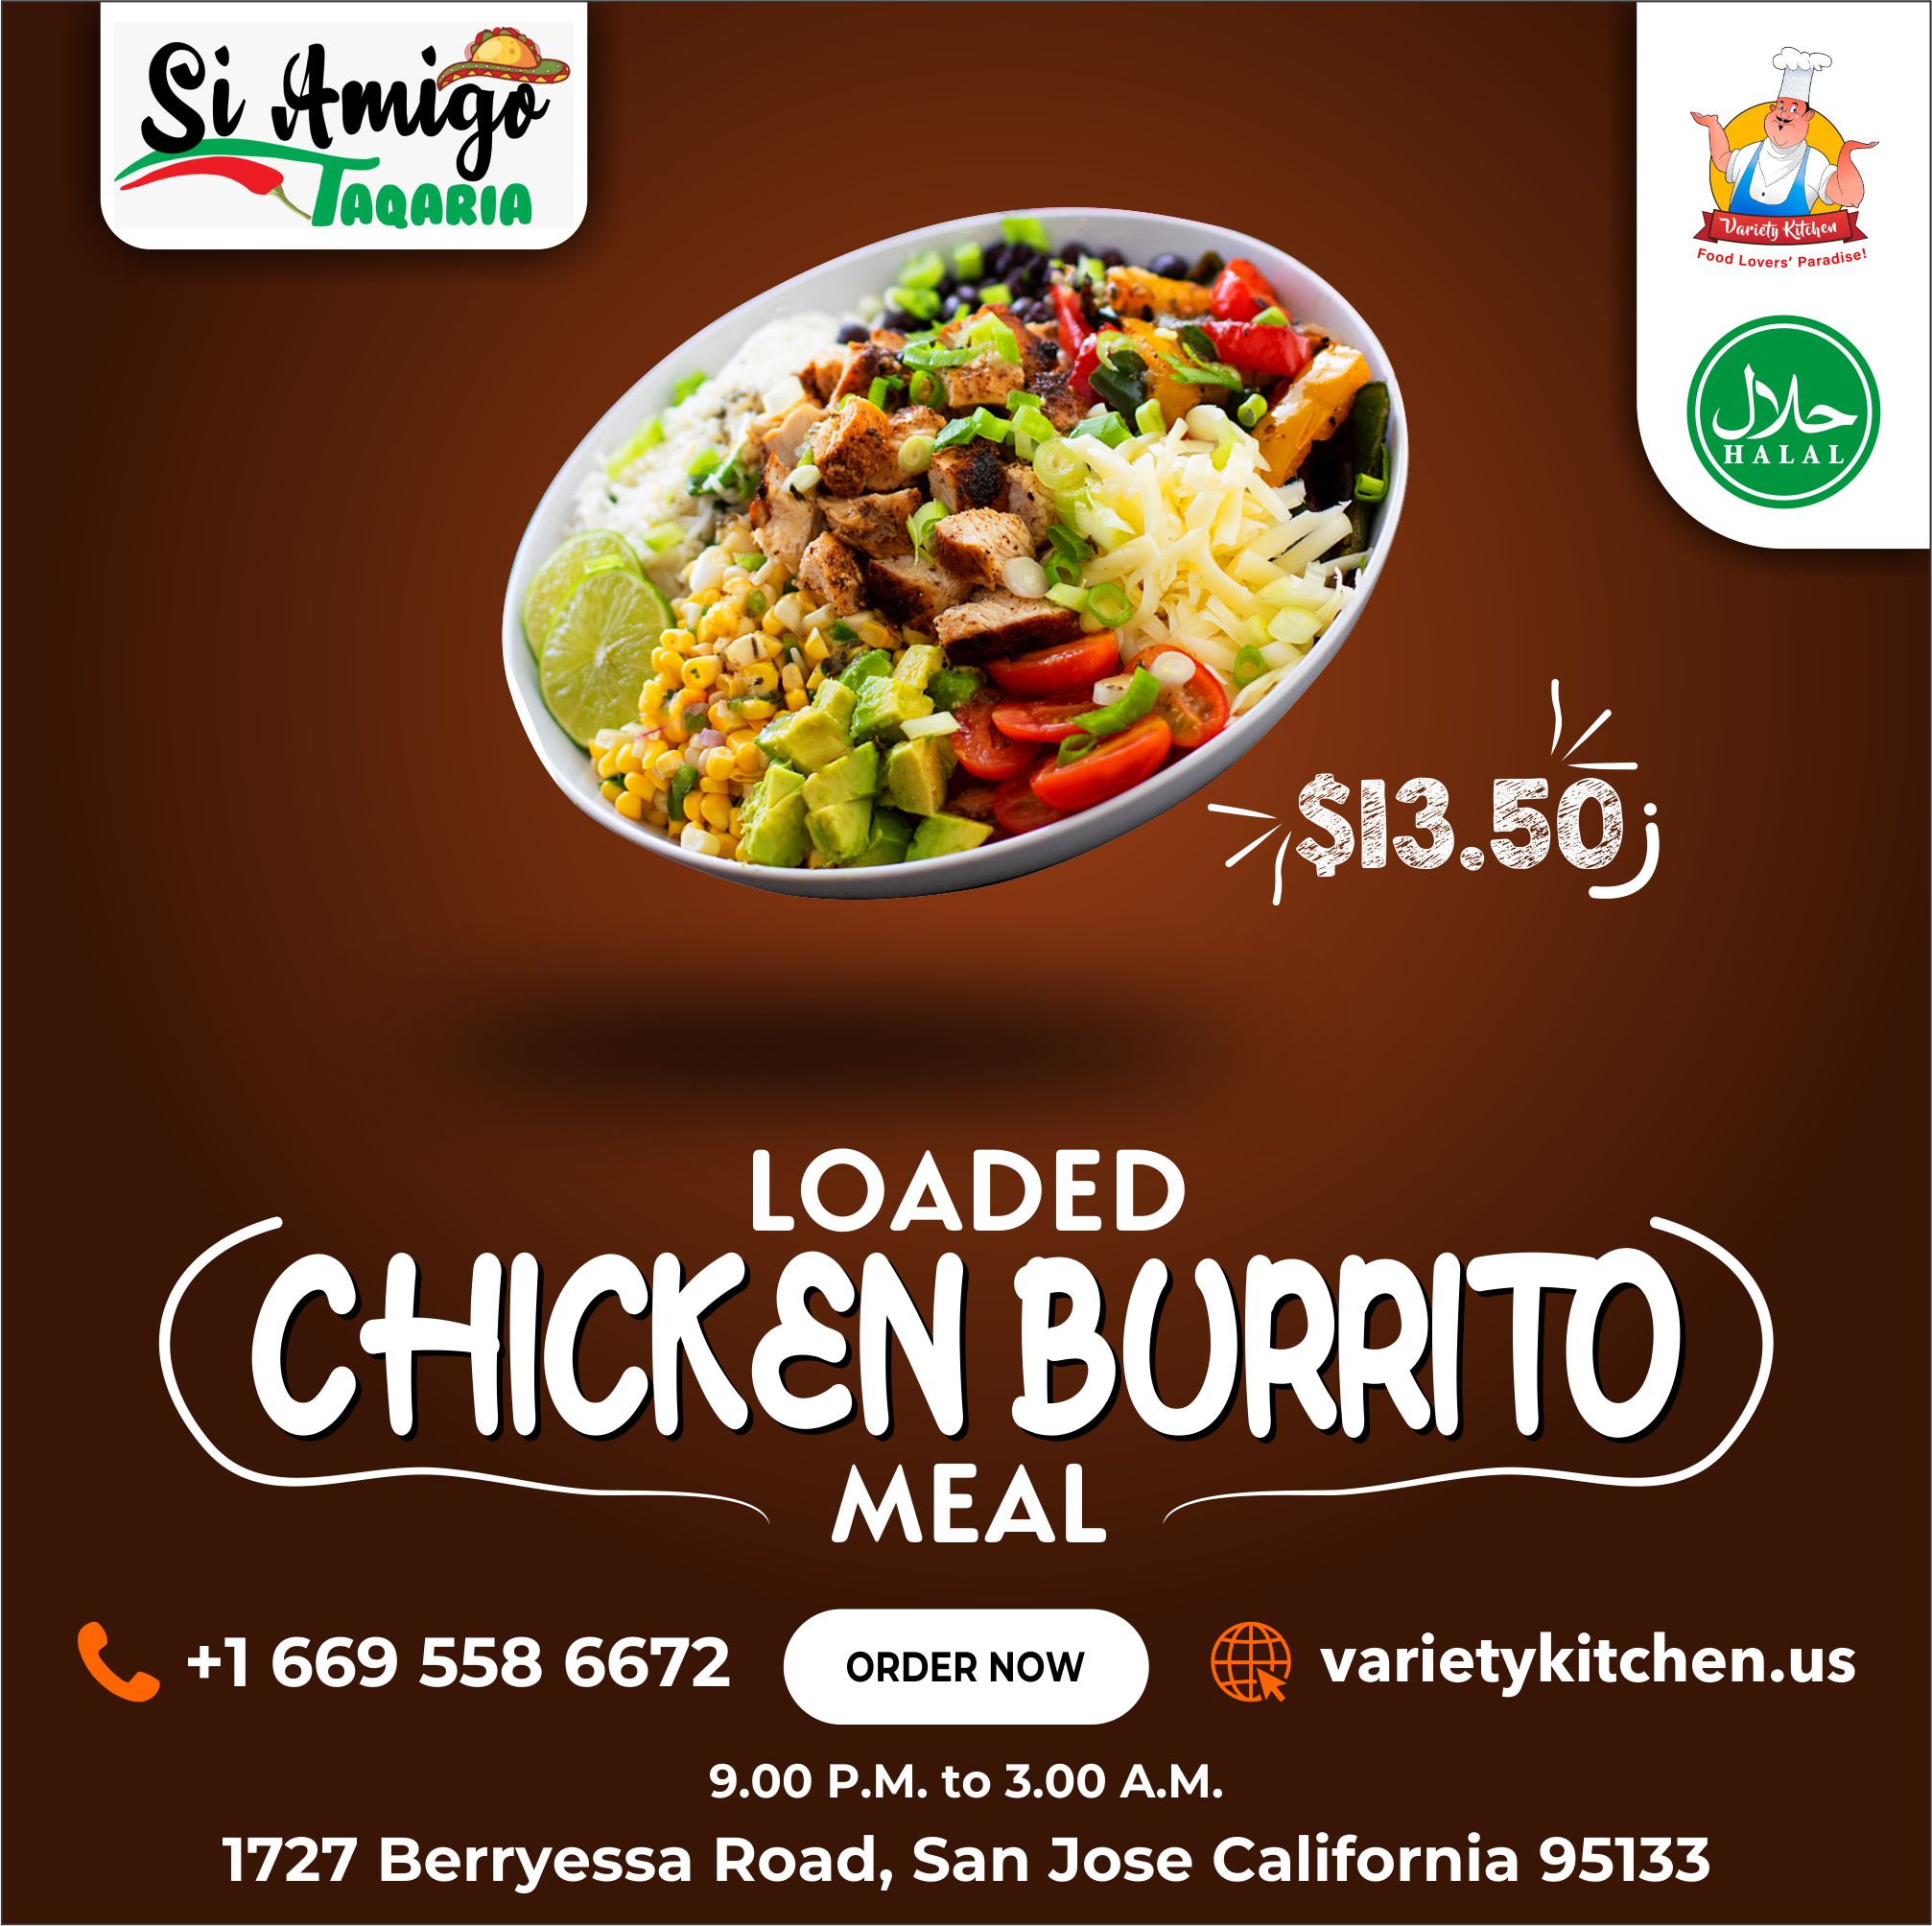 Si Amigo
TAQARIA
Variety Kitchen
Food Lovers' Paradise!
حلال
HALAL
$13.50
LOADED
CHICKEN BURRITO
MEAL
+1 669 558 6672
ORDER NOW
varietykitchen.us
9.00 P.M. to 3.00 A.M.
1727 Berryessa Road, San Jose California 95133